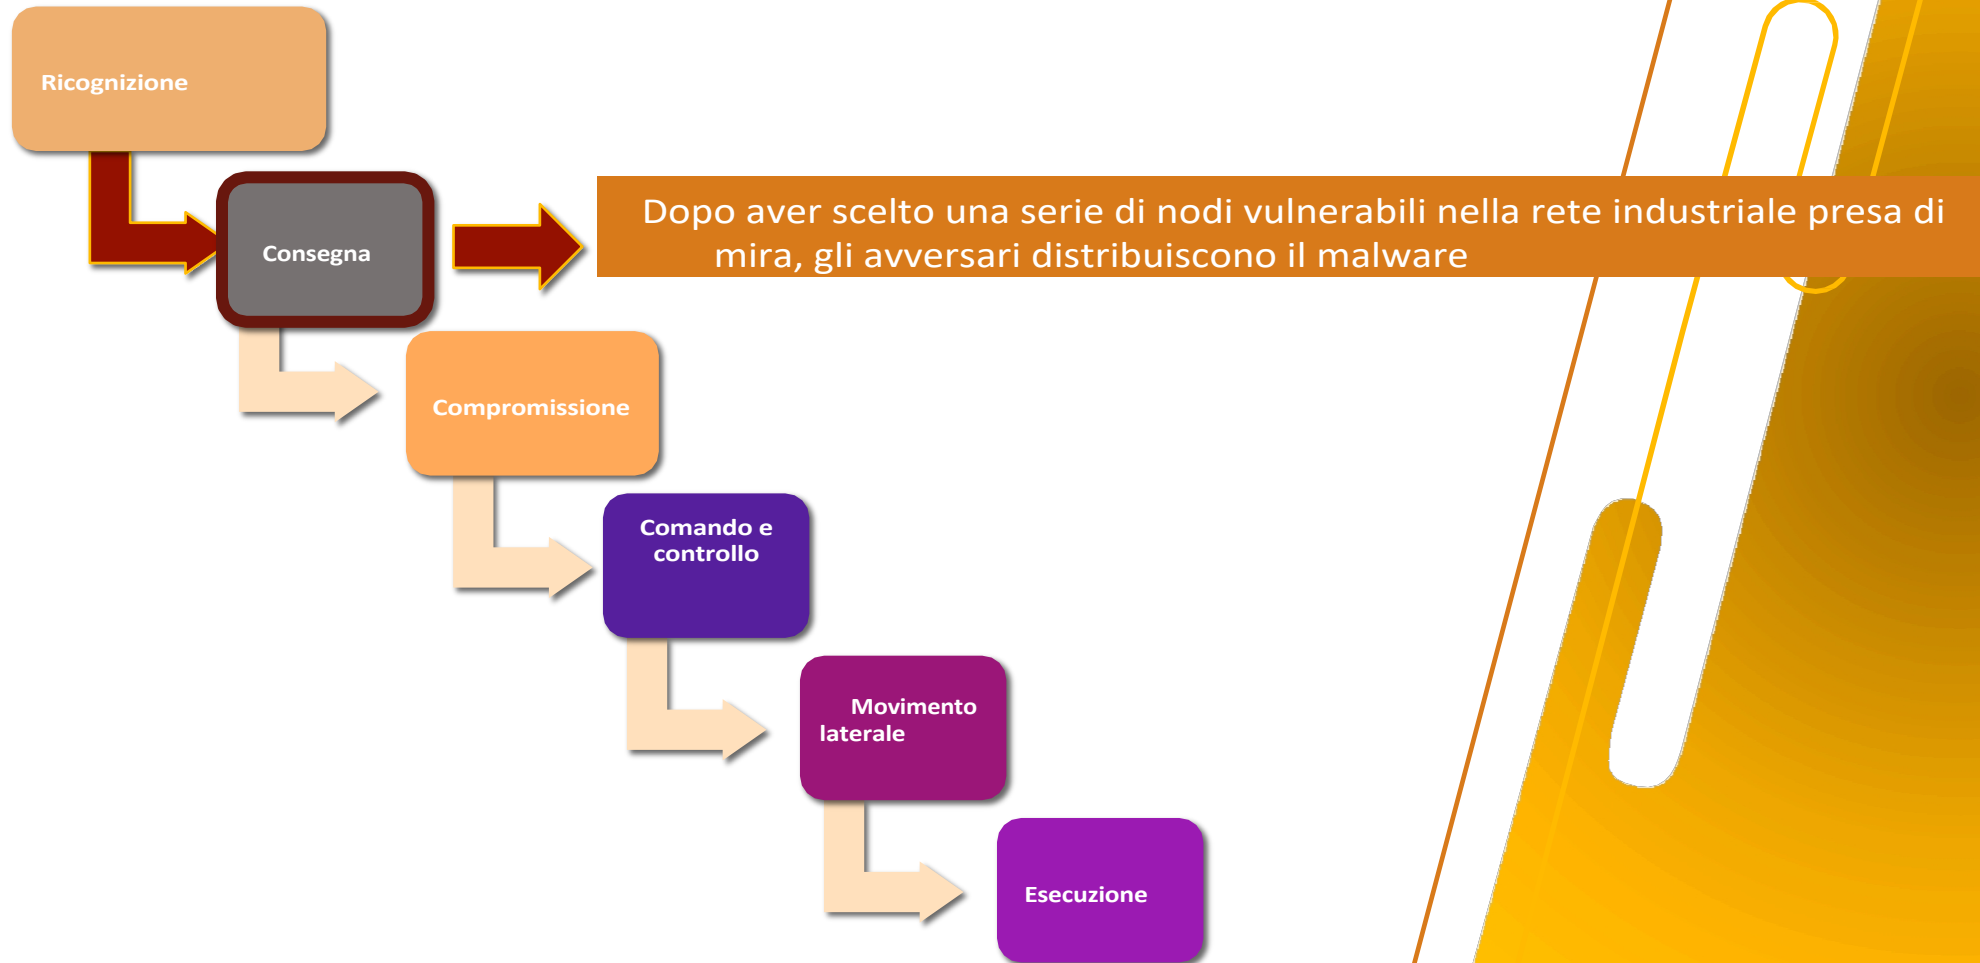 Ricognizione
Consegna
Dopo aver scelto una serie di nodi vulnerabili nella rete industriale presa di
mira, gli avversari distribuiscono il malware
Compromissione
Comando e
controllo
Movimento
laterale
Esecuzione